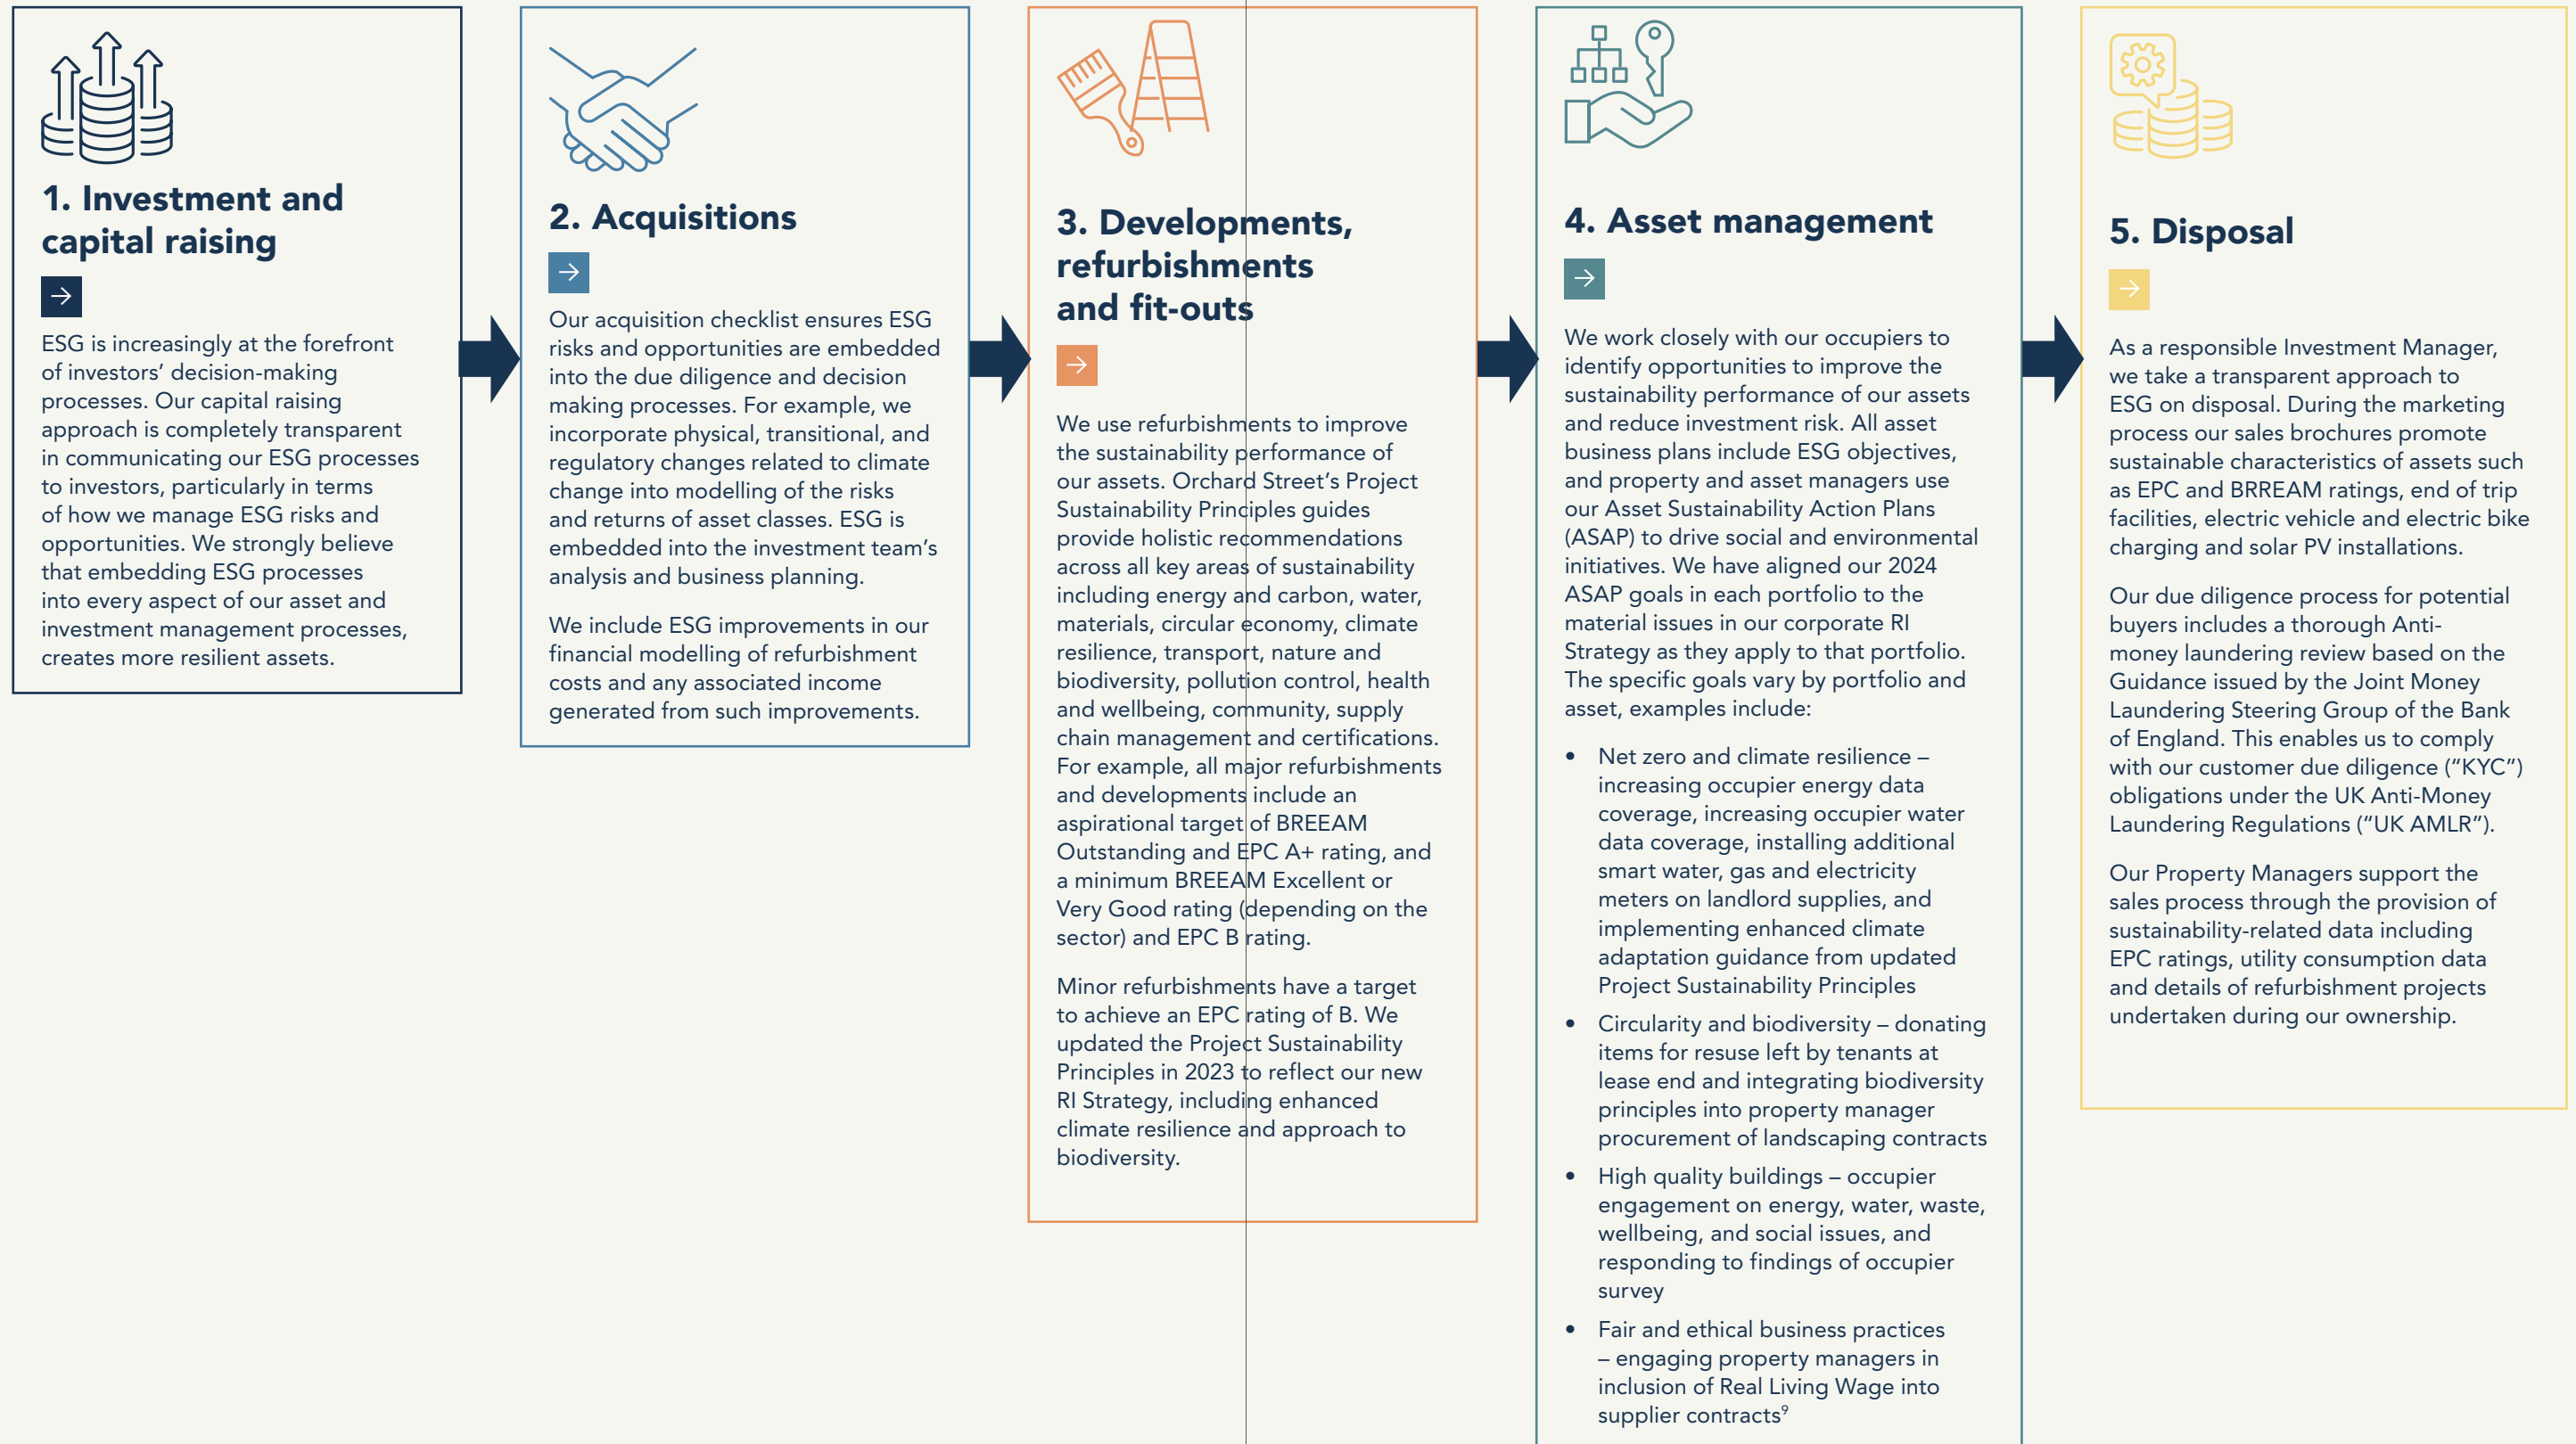 1. Investment and
capital raising
ESG is increasingly at the forefront
of investors’ decision-making
processes. Our capital raising
approach is completely transparent
in communicating our ESG processes
to investors, particularly in terms
of how we manage ESG risks and
opportunities. We strongly believe
that embedding ESG processes
into every aspect of our asset and
investment management processes,
creates more resilient assets.
2. Acquisitions
Our acquisition checklist ensures ESG
risks and opportunities are embedded
into the due diligence and decision
making processes. For example, we
incorporate physical, transitional, and
regulatory changes related to climate
change into modelling of the risks
and returns of asset classes. ESG is
embedded into the investment team’s
analysis and business planning.
We include ESG improvements in our
financial modelling of refurbishment
costs and any associated income
generated from such improvements.
3. Developments,
refurbishments
and fit-outs
We use refurbishments to improve
the sustainability performance of
our assets. Orchard Street’s Project
Sustainability Principles guides
provide holistic recommendations
across all key areas of sustainability
including energy and carbon, water,
materials, circular economy, climate
resilience, transport, nature and
biodiversity, pollution control, health
and wellbeing, community, supply
chain management and certifications.
For example, all major refurbishments
and developments include an
aspirational target of BREEAM
Outstanding and EPC A+ rating, and
a minimum BREEAM Excellent or
Very Good rating (depending on the
sector) and EPC B rating.
Minor refurbishments have a target
to achieve an EPC rating of B. We
updated the Project Sustainability
Principles in 2023 to reflect our new
RI Strategy, including enhanced
climate resilience and approach to
biodiversity.
4. Asset management
We work closely with our occupiers to
identify opportunities to improve the
sustainability performance of our assets
and reduce investment risk. All asset
business plans include ESG objectives,
and property and asset managers use
our Asset Sustainability Action Plans
(ASAP) to drive social and environmental
initiatives. We have aligned our 2024
ASAP goals in each portfolio to the
material issues in our corporate RI
Strategy as they apply to that portfolio.
The specific goals vary by portfolio and
asset, examples include:
• Net zero and climate resilience –
increasing occupier energy data
coverage, increasing occupier water
data coverage, installing additional
smart water, gas and electricity
meters on landlord supplies, and
implementing enhanced climate
adaptation guidance from updated
Project Sustainability Principles
• Circularity and biodiversity – donating
items for resuse left by tenants at
lease end and integrating biodiversity
principles into property manager
procurement of landscaping contracts
• High quality buildings – occupier
engagement on energy, water, waste,
wellbeing, and social issues, and
responding to findings of occupier
survey
• Fair and ethical business practices
– engaging property managers in
inclusion of Real Living Wage into
supplier contracts⁹
5. Disposal
As a responsible Investment Manager,
we take a transparent approach to
ESG on disposal. During the marketing
process our sales brochures promote
sustainable characteristics of assets such
as EPC and BRREAM ratings, end of trip
facilities, electric vehicle and electric bike
charging and solar PV installations.
Our due diligence process for potential
buyers includes a thorough Anti-
money laundering review based on the
Guidance issued by the Joint Money
Laundering Steering Group of the Bank
of England. This enables us to comply
with our customer due diligence (“KYC”)
obligations under the UK Anti-Money
Laundering Regulations (“UK AMLR”).
Our Property Managers support the
sales process through the provision of
sustainability-related data including
EPC ratings, utility consumption data
and details of refurbishment projects
undertaken during our ownership.